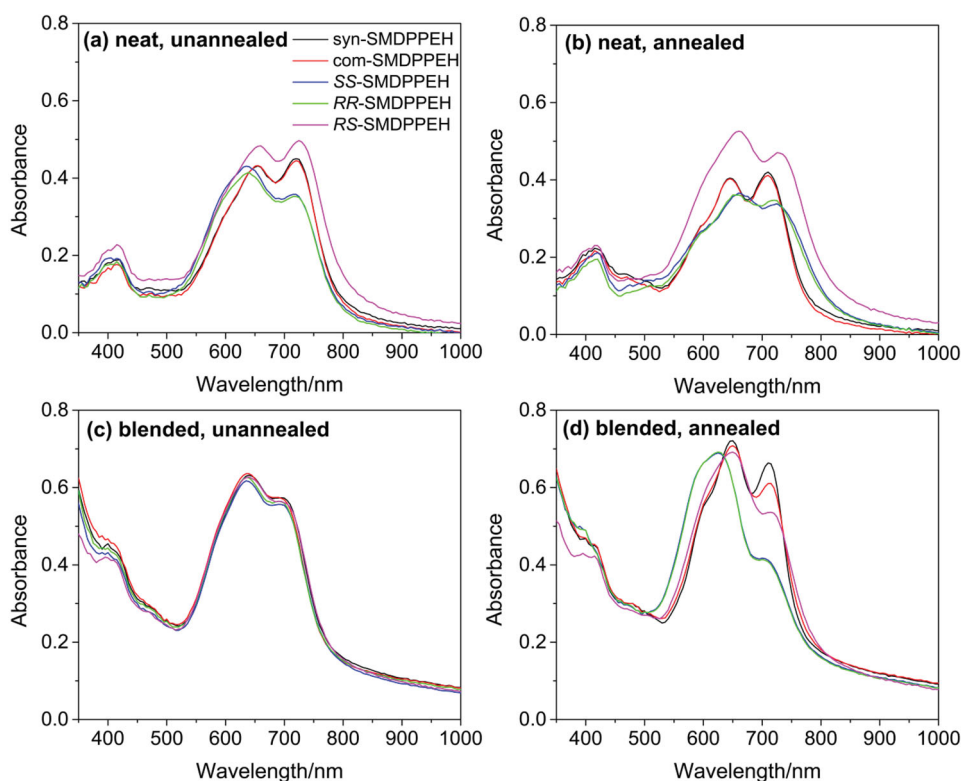 (a) neat, unannealed
syn-SMDPPEH
com-SMDPPEH
SS-SMDPPEH
RR-SMDPPEH
RS-SMDPPEH
0.8
0.6
0.4
0.2
0.0
Absorbance
400 500 600 700 800 900 1000
Wavelength/nm
(b) neat, annealed
0.8
0.6
0.4
0.2
0.0
Absorbance
400 500 600 700 800 900 1000
Wavelength/nm
(c) blended, unannealed
0.8
0.6
0.4
0.2
0.0
Absorbance
400 500 600 700 800 900 1000
Wavelength/nm
(d) blended, annealed
0.8
0.6
0.4
0.2
0.0
Absorbance
400 500 600 700 800 900 1000
Wavelength/nm